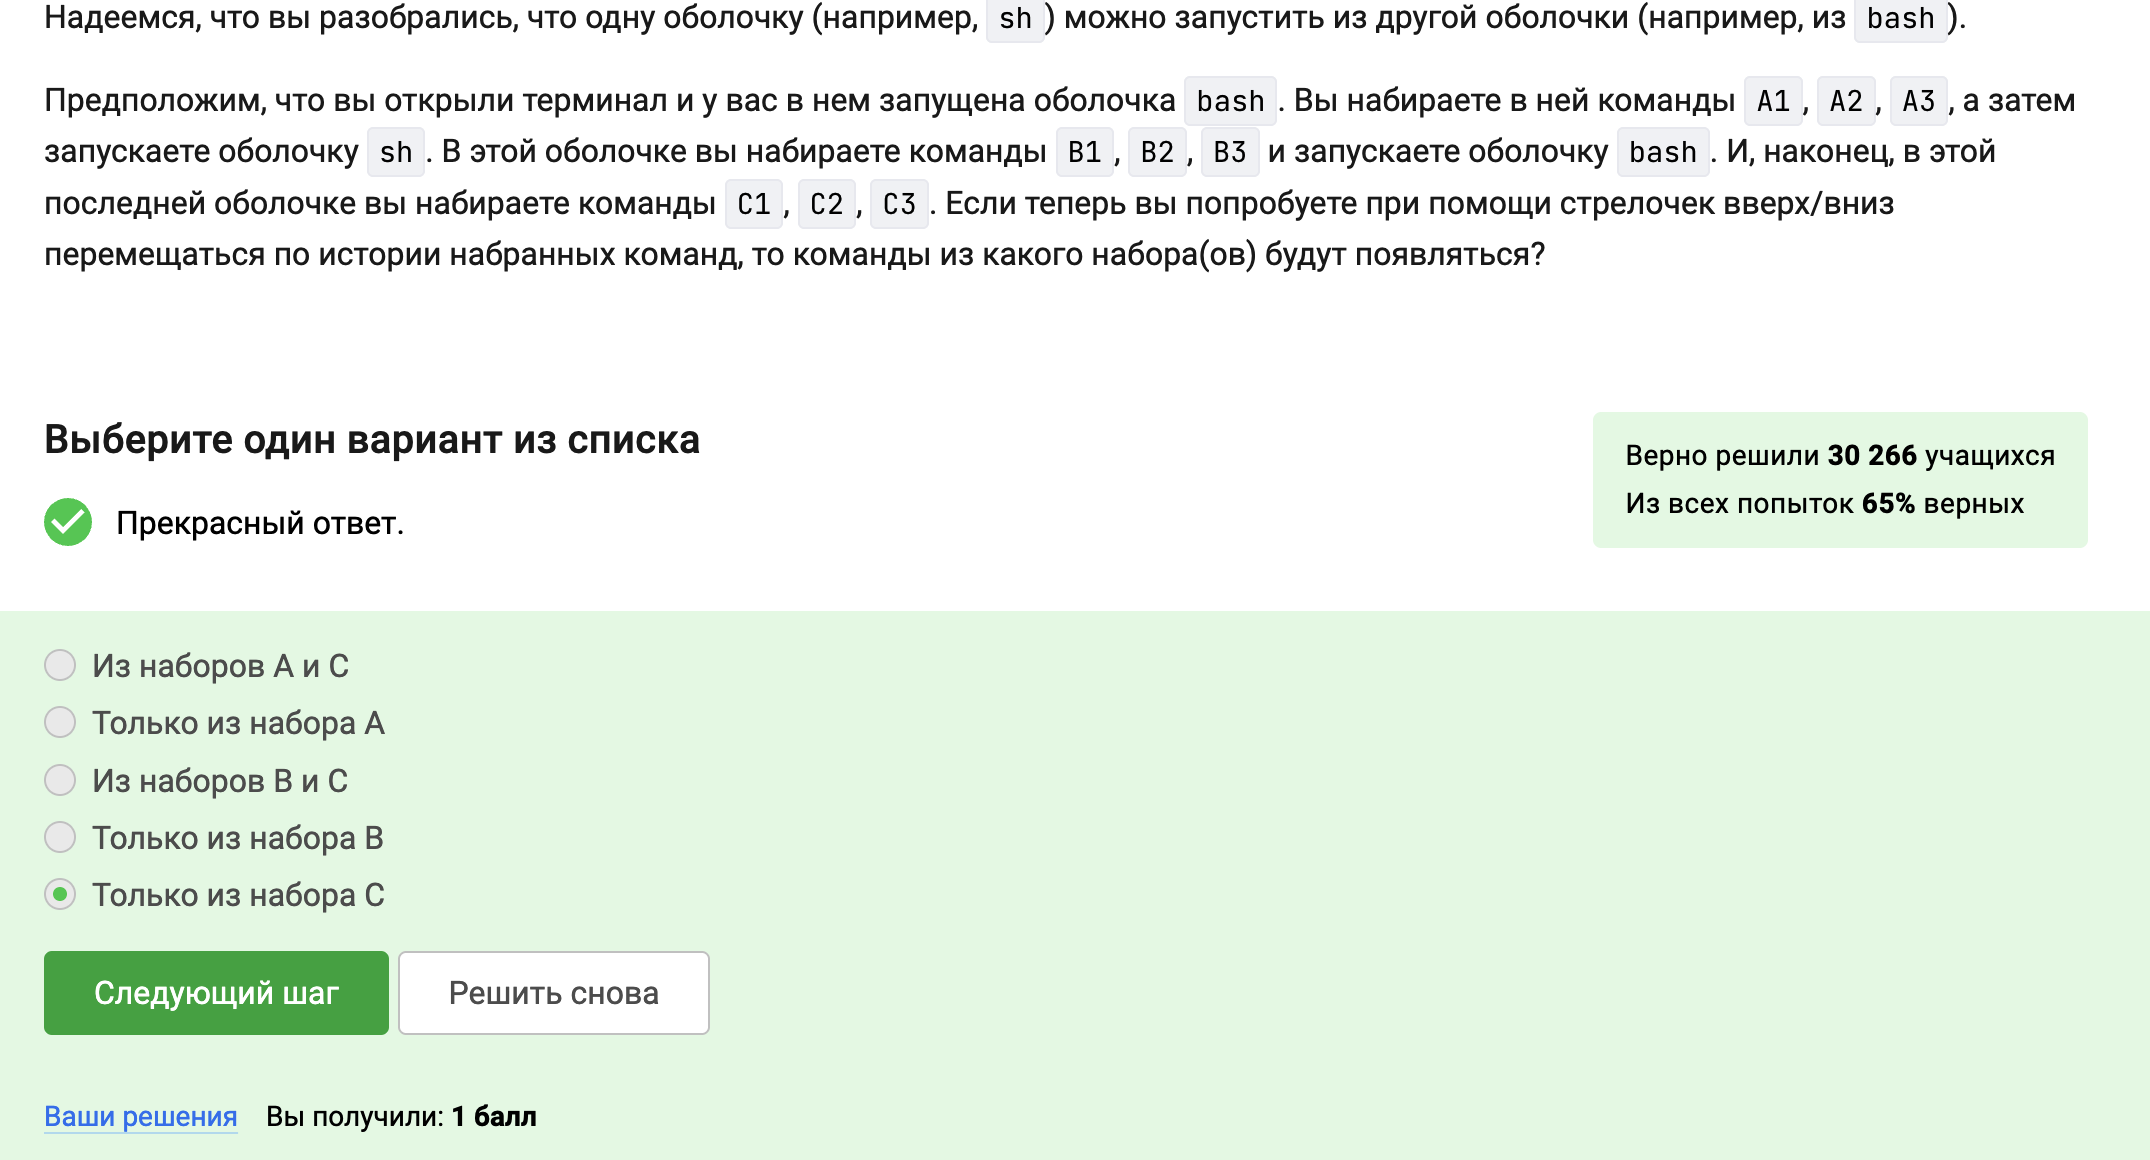 Надеемся, что вы разобрались, что одну оболочку (например, sh) можно запустить из другой оболочки (например, из bash).
Предположим, что вы открыли терминал и у вас в нем запущена оболочка bash. Вы набираете в ней команды A1, A2, A3, а затем
запускаете оболочку sh. В этой оболочке вы набираете команды B1, B2, B3 и запускаете оболочку bash. И, наконец, в этой
последней оболочке вы набираете команды C1, C2, C3. Если теперь вы попробуете при помощи стрелочек вверх/вниз
перемещаться по истории набранных команд, то команды из какого набора(ов) будут появляться?
Выберите один вариант из списка
Верно решили 30 266 учащихся
Из всех попыток 65% верных
Прекрасный ответ.
Из наборов A и C
Только из набора A
Из наборов B и C
Только из набора B
Только из набора C
Следующий шаг
Решить снова
Ваши решения Вы получили: 1 балл